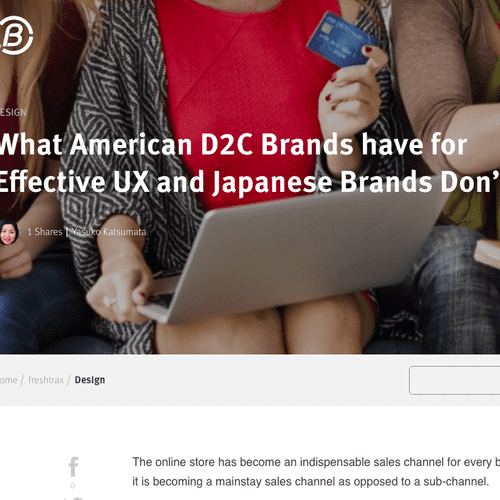 B
ESIGN
What American D2C Brands have for
Effective UX and Japanese Brands Don'
1 Shares | Yasuko Katsumata
ome / freshtrax / Design
0
The online store has become an indispensable sales channel for every b
it is becoming a mainstay sales channel as opposed to a sub-channel.